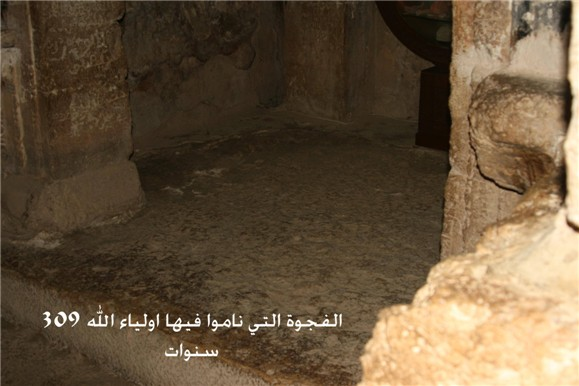 الفجوة التي ناموا فيها اولياء الله 309
سنوات